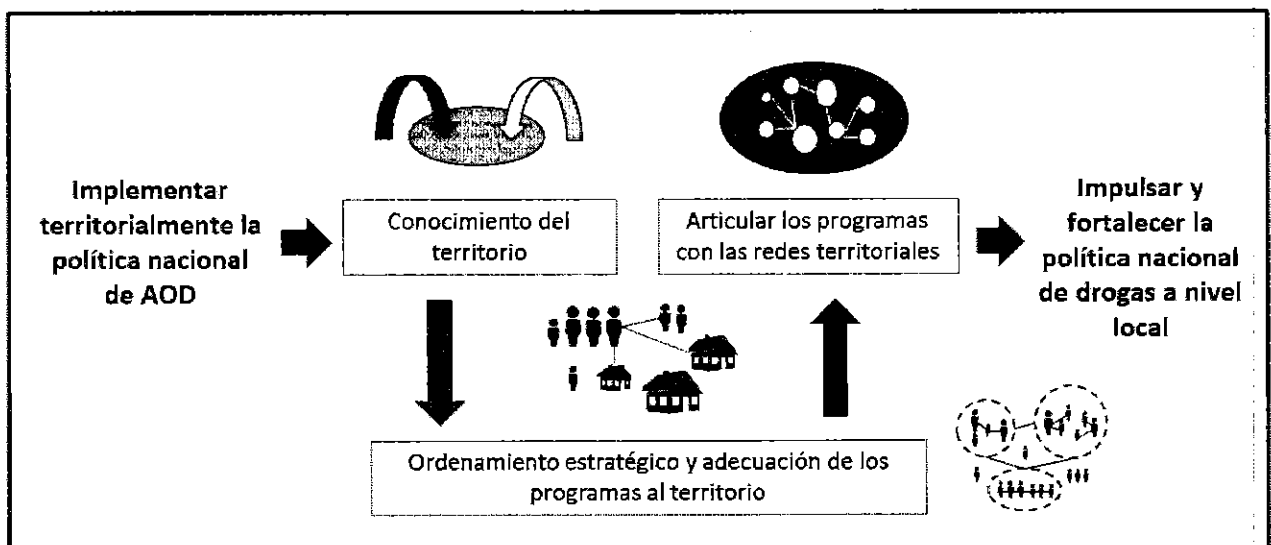 Implementar
territorialmente la
política nacional
de AOD
Conocimiento del
territorio
Articular los programas
con las redes territoriales
Impulsar y
fortalecer la
política nacional
de drogas a nivel
local
Ordenamiento estratégico y adecuación de los
programas al territorio